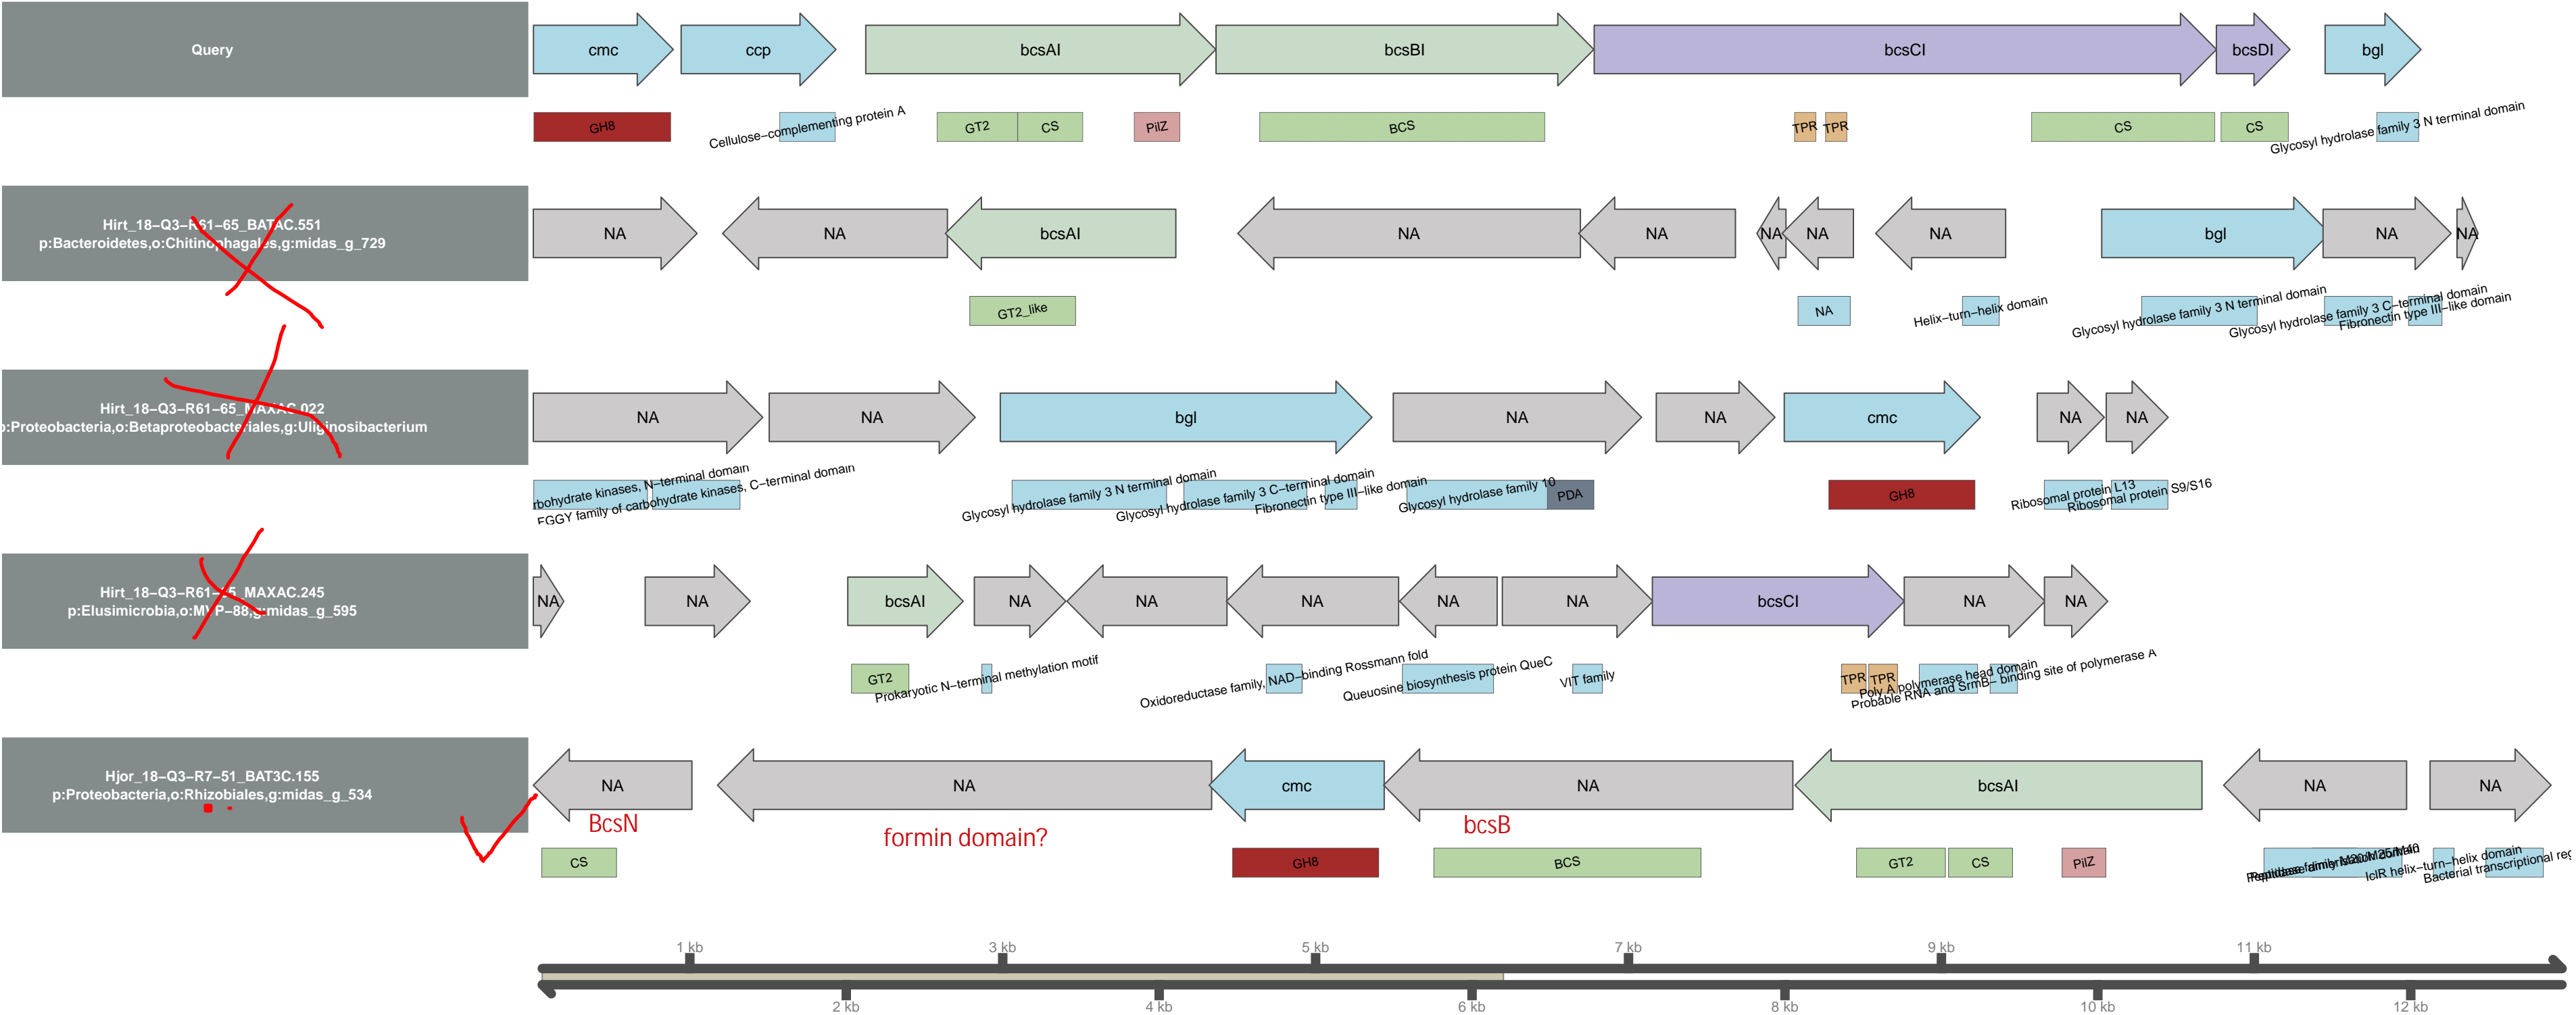 Query
cmc ccp bcsAI bcsBI bcsCI bcsDI bgl
GH8 Cellulose−complementing protein A GT2 CS PilZ BCS TPR TPR CS CS Glycosyl hydrolase family 3 N terminal domain
Hirt_18−Q3−R61−65_BATAC.551
p:Bacteroidetes,o:Chitinophagales,g:midas_g_729
NA NA bcsAI NA NA NA NA NA bgl NA NA
GT2_like NA Helix−turn−helix domain Glycosyl hydrolase family 3 N terminal domain Glycosyl hydrolase family 3 C−terminal domain Fibronectin type III−like domain
Hirt_18−Q3−R61−65_MAXAC.022
p:Proteobacteria,o:Betaproteobacteriales,g:Uliginosibacterium
NA NA bgl NA NA cmc NA NA
rbohydrate kinases, N−terminal domain FGGY family of carbohydrate kinases, C−terminal domain Glycosyl hydrolase family 3 N terminal domain Glycosyl hydrolase family 3 C−terminal domain Fibronectin type III−like domain Glycosyl hydrolase family 10 PDA GH8 Ribosomal protein L13 Ribosomal protein S9/S16
Hirt_18−Q3−R61−65_MAXAC.245
p:Elusimicrobia,o:MVP−88,g:midas_g_595
NA NA bcsAI NA NA NA NA NA bcsCI NA NA
GT2 Prokaryotic N−terminal methylation motif Oxidoreductase family, NAD−binding Rossmann fold Queuosine biosynthesis protein QueC VIT family TPR TPR Poly A polymerase head domain Probable RNA and SrmB− binding site of polymerase A
Hjor_18−Q3−R7−51_BAT3C.155
p:Proteobacteria,o:Rhizobiales,g:midas_g_534
NA NA cmc NA bcsAI NA NA
BcsN formin domain? bcsB
CS GH8 BCS GT2 CS PilZ Peptidase family M20/M25/M40 IclR helix−turn−helix domain Bacterial transcriptional reg
1 kb 3 kb 5 kb 7 kb 9 kb 11 kb
2 kb 4 kb 6 kb 8 kb 10 kb 12 kb